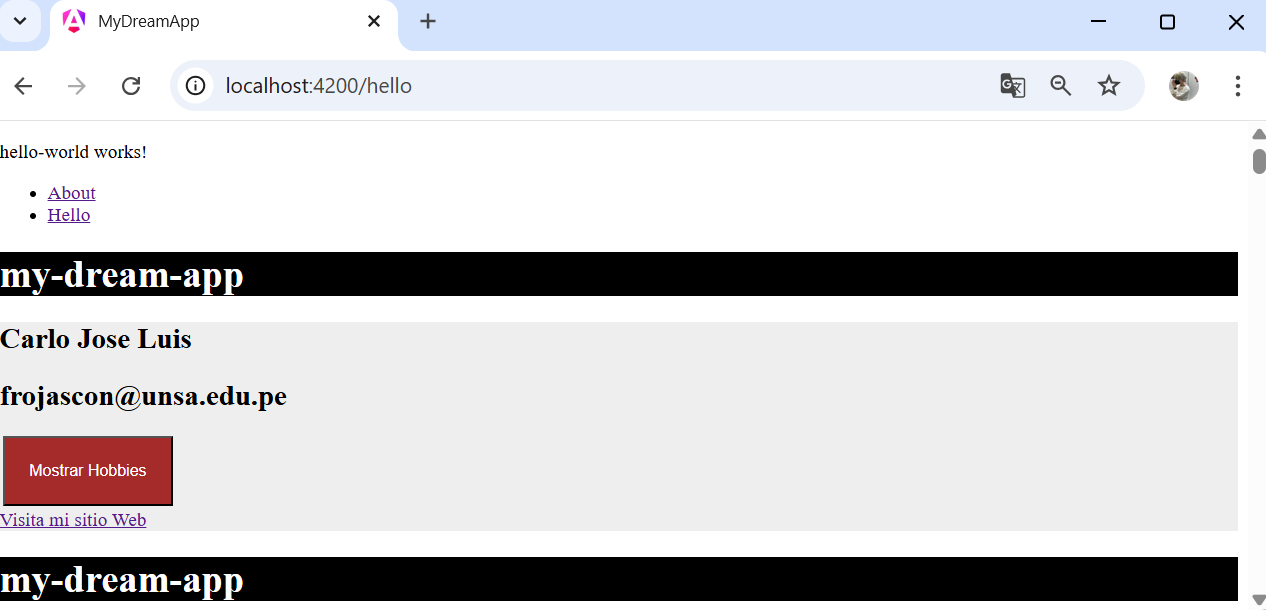 MyDreamApp
localhost:4200/hello
hello-world works!
About
Hello
my-dream-app
Carlo Jose Luis
frojascon@unsa.edu.pe
Mostrar Hobbies
Visita mi sitio Web
my-dream-app